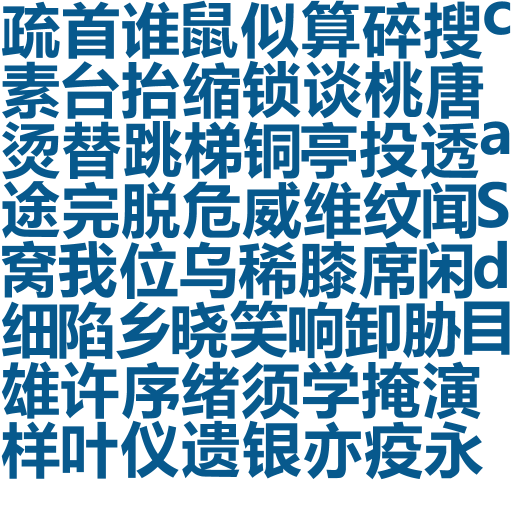 疏首谁鼠似算碎搜c
素台抬缩锁谈桃唐
烫替跳梯铜亭投透a
途完脱危威维纹闻S
窝我位乌稀膝席闲d
细陷乡晓笑响卸胁目
雄许序绪须学掩演
样叶仪遗银亦疫永